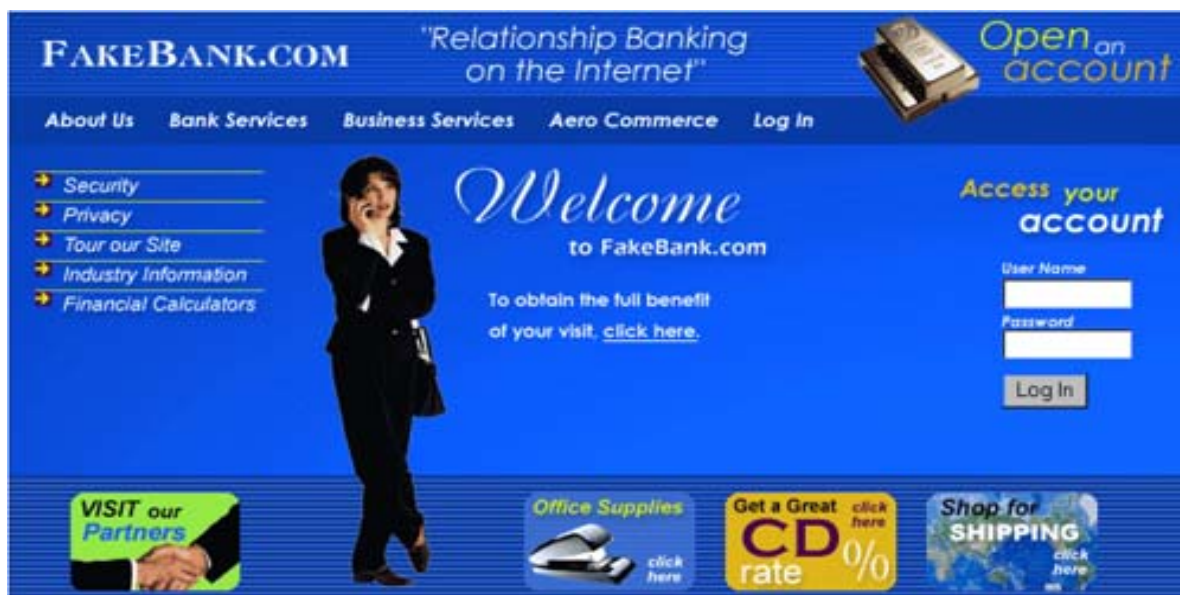 FAKEBANK.COM
"Relationship Banking
on the Internet"
Open an
account
About Us
Bank Services
Business Services
Aero Commerce
Log In
Security
Privacy
Tour our Site
Industry Information
Financial Calculators
Welcome
to FakeBank.com
To obtain the full benefit
of your visit, click here.
Access your
account
User Name
Password
Log In
VISIT our
Partners
Office Supplies
click
here
Get a Great
click
here
CD
rate
%
Shop for
SHIPPING
click
here